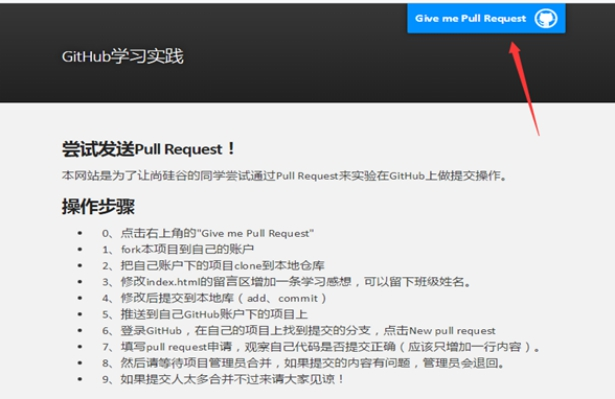 Give me Pull Request
GitHub学习实践
尝试发送Pull Request！
本网站是为了让尚硅谷的同学尝试通过Pull Request来实验在GitHub上做提交操作。
操作步骤
• 0、点击右上角的"Give me Pull Request"
• 1、fork本项目到自己的账户
• 2、把自己账户下的项目clone到本地仓库
• 3、修改index.html的留言区增加一条学习感想，可以留下班级姓名。
• 4、修改后提交到本地库（add、commit）
• 5、推送到自己GitHub账户下的项目上
• 6、登录GitHub，在自己的项目上找到提交的分支，点击New pull request
• 7、填写pull request申请，观察自己代码是否提交正确（应该只增加一行内容）。
• 8、然后请等待项目管理员合并，如果提交的内容有问题，管理员会退回。
• 9、如果提交人太多合并不过来请大家见谅！